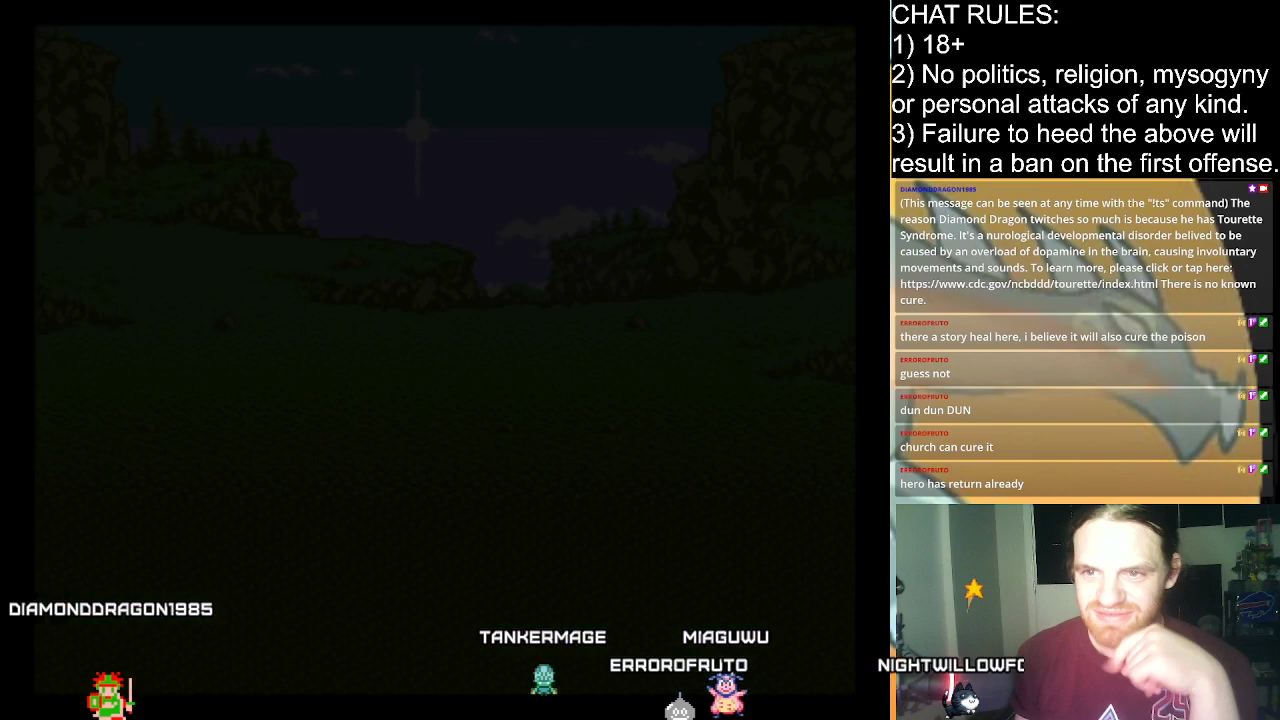 CHAT RULES:
1) 18+
2) No politics, religion, mysogyny
or personal attacks of any kind.
3) Failure to heed the above will
result in a ban on the first offense.
DIAMONDDRAGON1985
(This message can be seen at any time with the "!ts" command) The
reason Diamond Dragon twitches so much is because he has Tourette
Syndrome. It's a nurological developmental disorder belived to be
caused by an overload of dopamine in the brain, causing involuntary
movements and sounds. To learn more, please click or tap here:
https://www.cdc.gov/ncbddd/tourette/index.html There is no known
cure.
ERROROFRUTO
there a story heal here, i believe it will also cure the poison
ERROROFRUTO
guess not
ERROROFRUTO
dun dun DUN
ERROROFRUTO
church can cure it
ERROROFRUTO
hero has return already
DIAMONDDRAGON1985
TANKERMAGE
MIAGUWU
ERROROFRUTO
NIGHTWILLOWFO